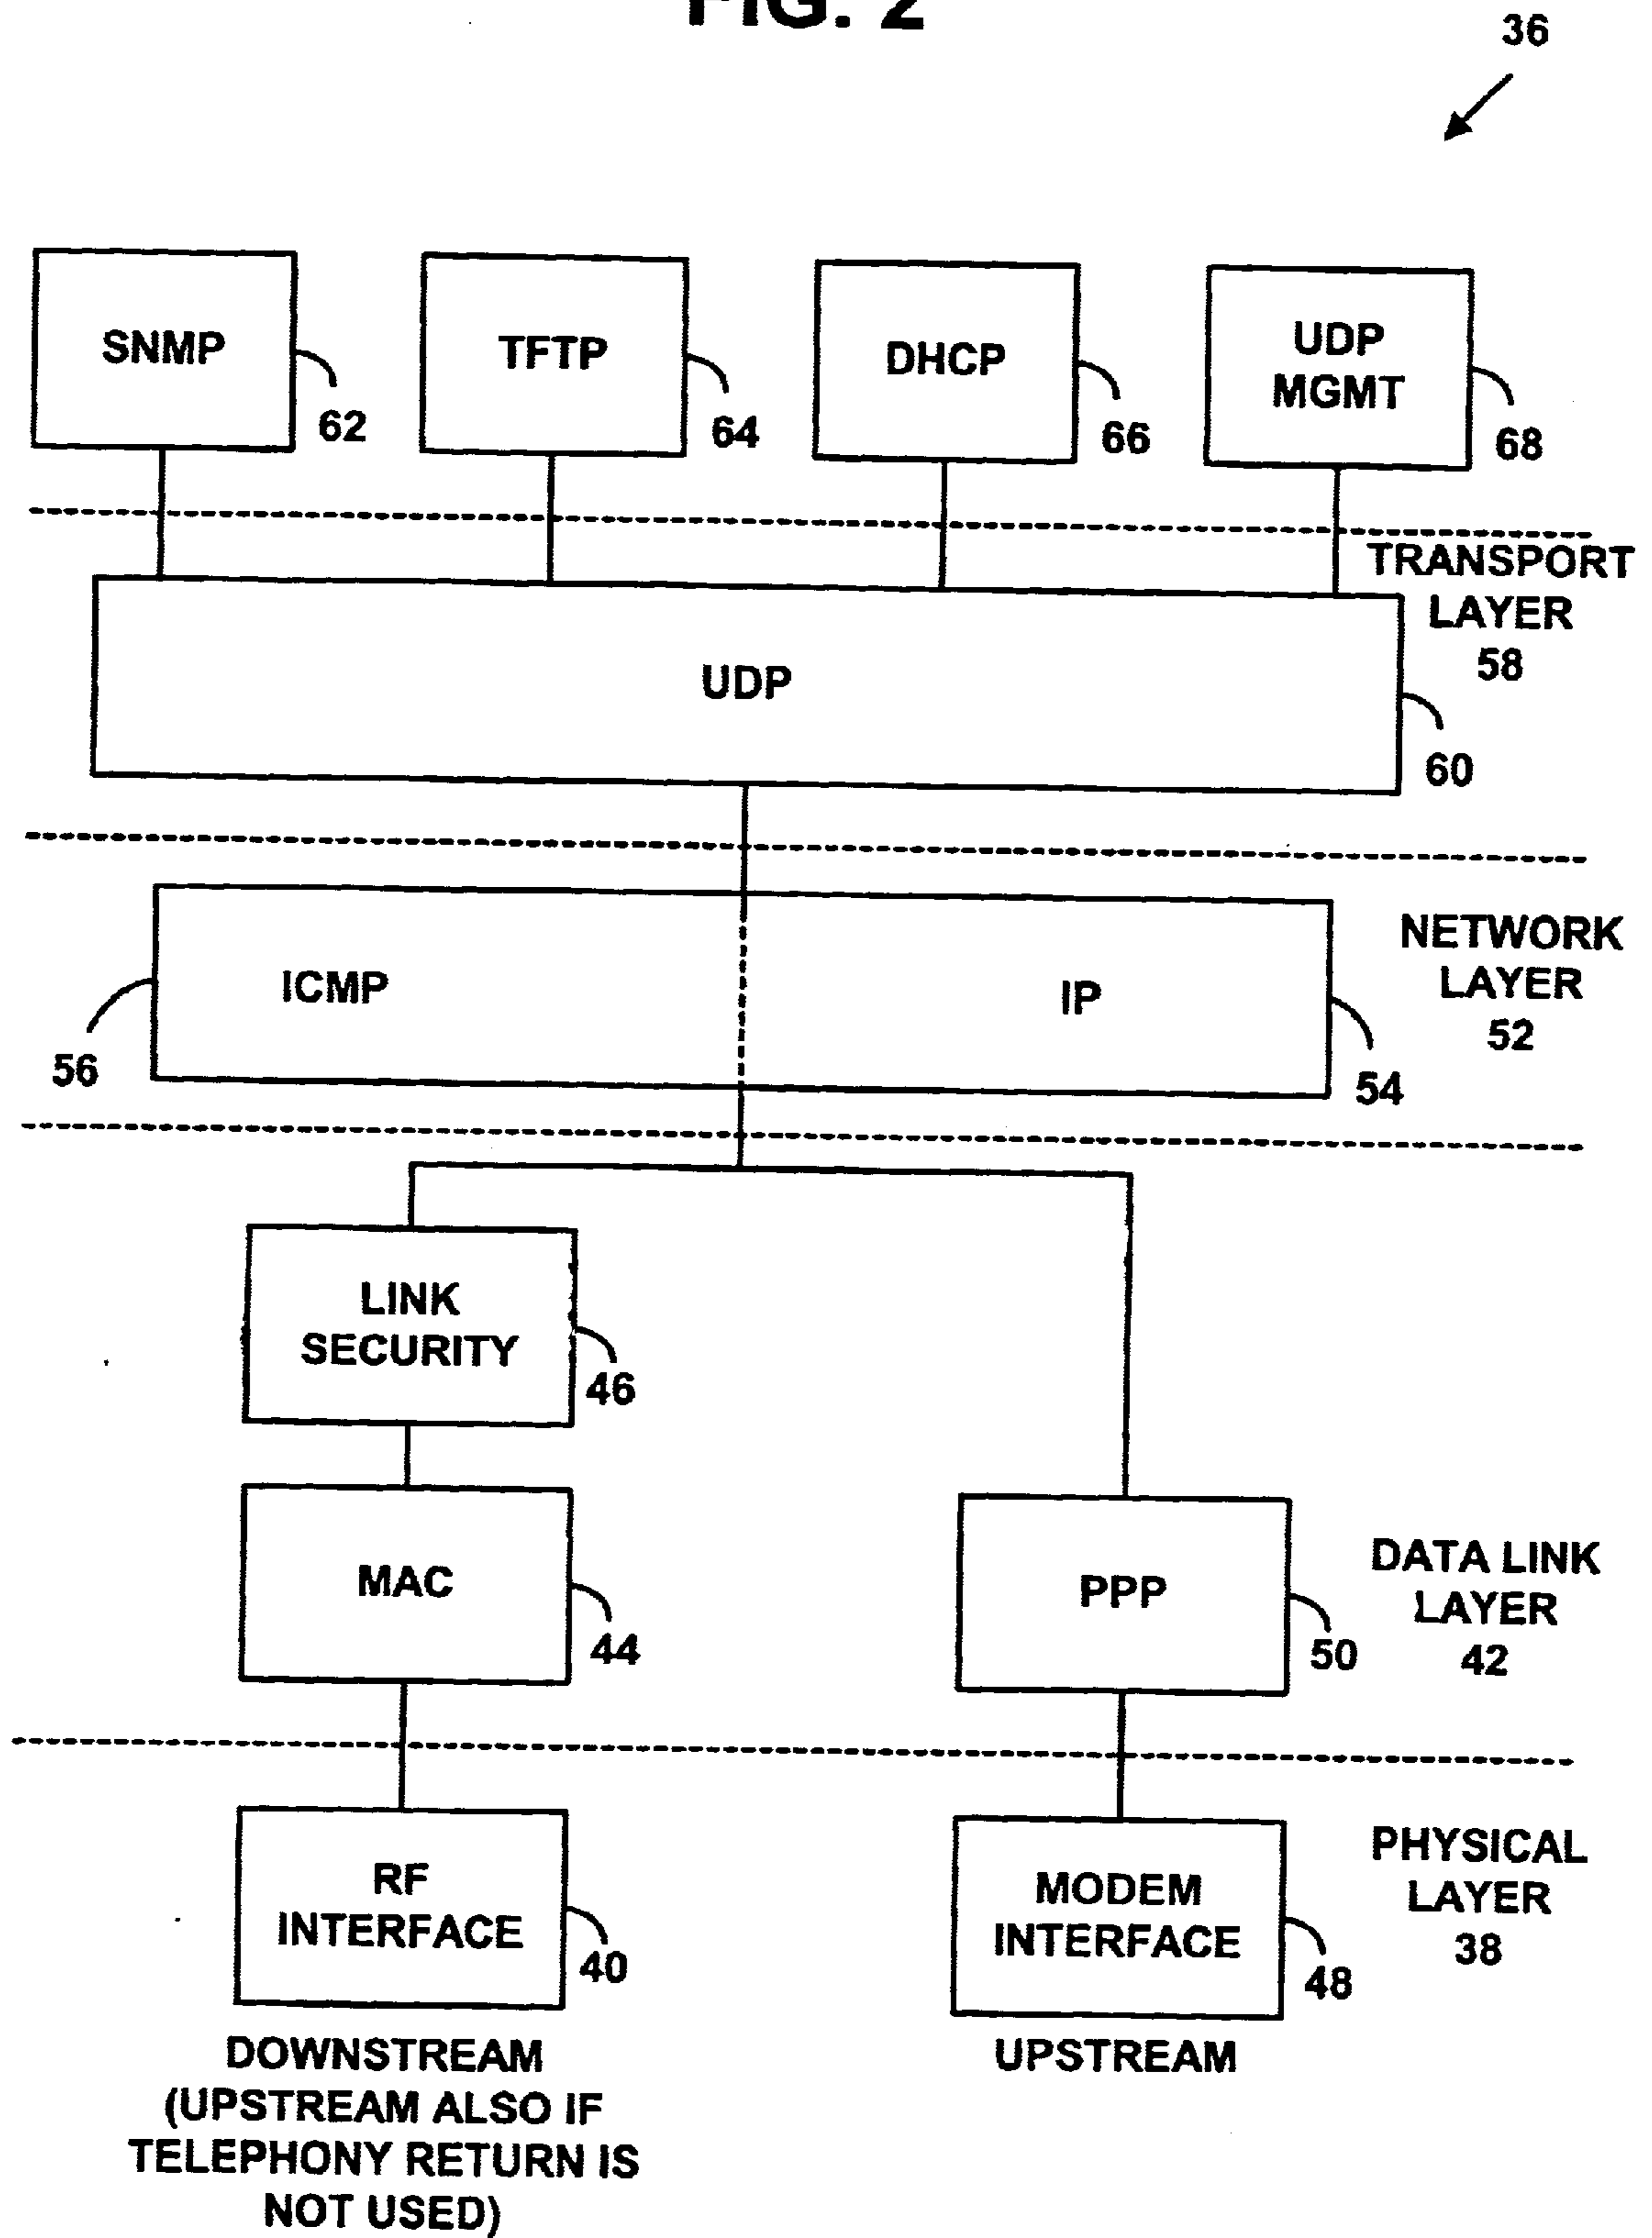 FIG. 2
36
SNMP
62
TFTP
64
DHCP
66
UDP
MGMT
68
TRANSPORT
LAYER
58
UDP
60
NETWORK
LAYER
52
ICMP
56
IP
54
LINK
SECURITY
46
MAC
44
PPP
50
DATA LINK
LAYER
42
RF
INTERFACE
40
MODEM
INTERFACE
48
PHYSICAL
LAYER
38
DOWNSTREAM
(UPSTREAM ALSO IF
TELEPHONY RETURN IS
NOT USED)
UPSTREAM